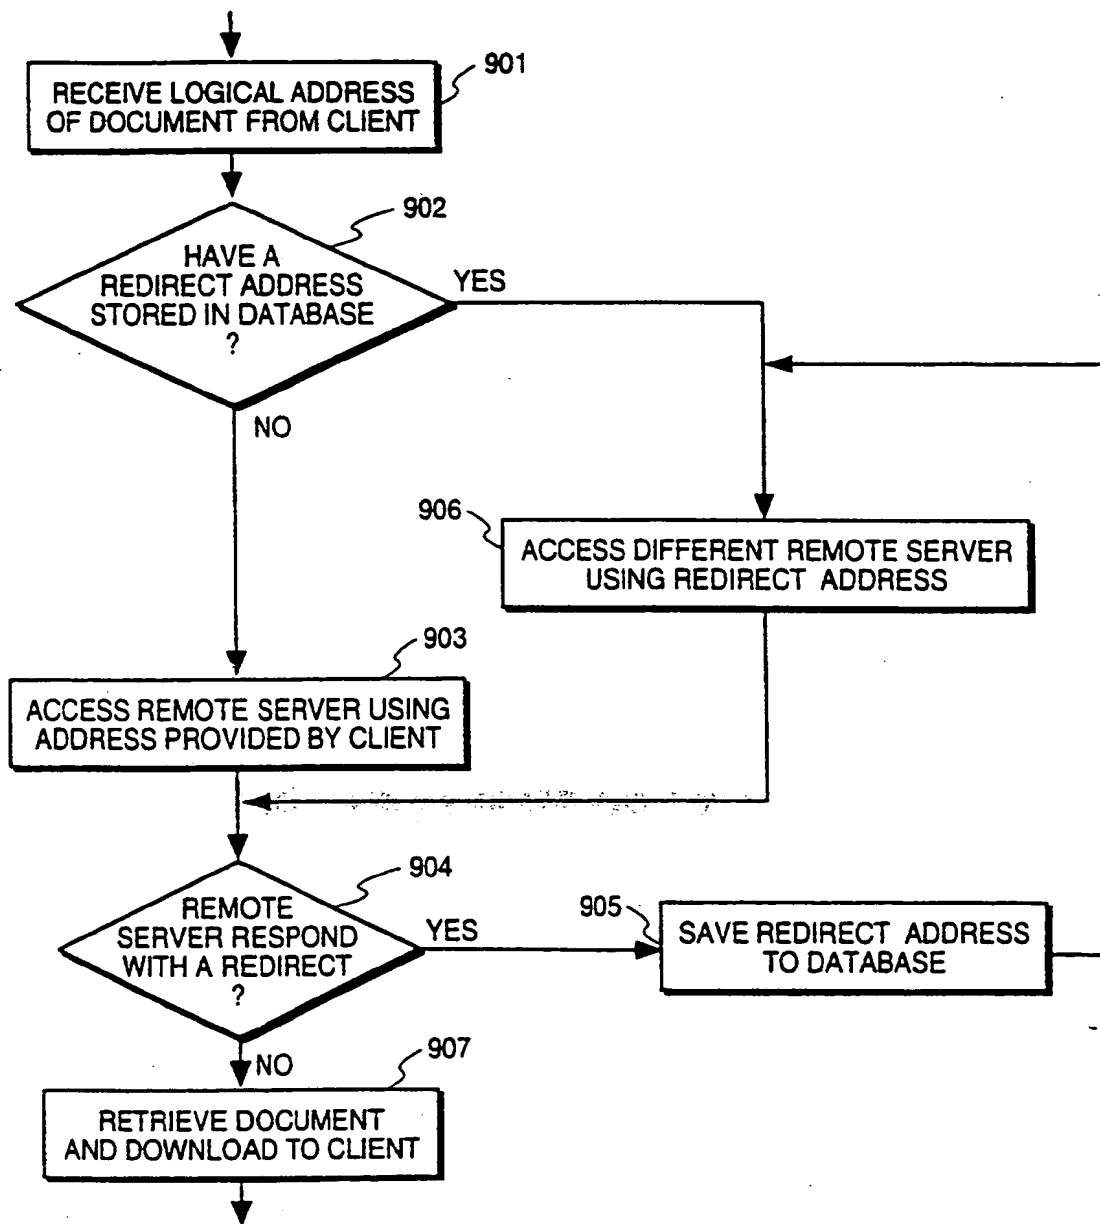 901
RECEIVE LOGICAL ADDRESS
OF DOCUMENT FROM CLIENT
902
HAVE A
REDIRECT ADDRESS
STORED IN DATABASE
?
YES
NO
906
ACCESS DIFFERENT REMOTE SERVER
USING REDIRECT ADDRESS
903
ACCESS REMOTE SERVER USING
ADDRESS PROVIDED BY CLIENT
904
REMOTE
SERVER RESPOND
WITH A REDIRECT
?
YES
905
SAVE REDIRECT ADDRESS
TO DATABASE
NO
907
RETRIEVE DOCUMENT
AND DOWNLOAD TO CLIENT